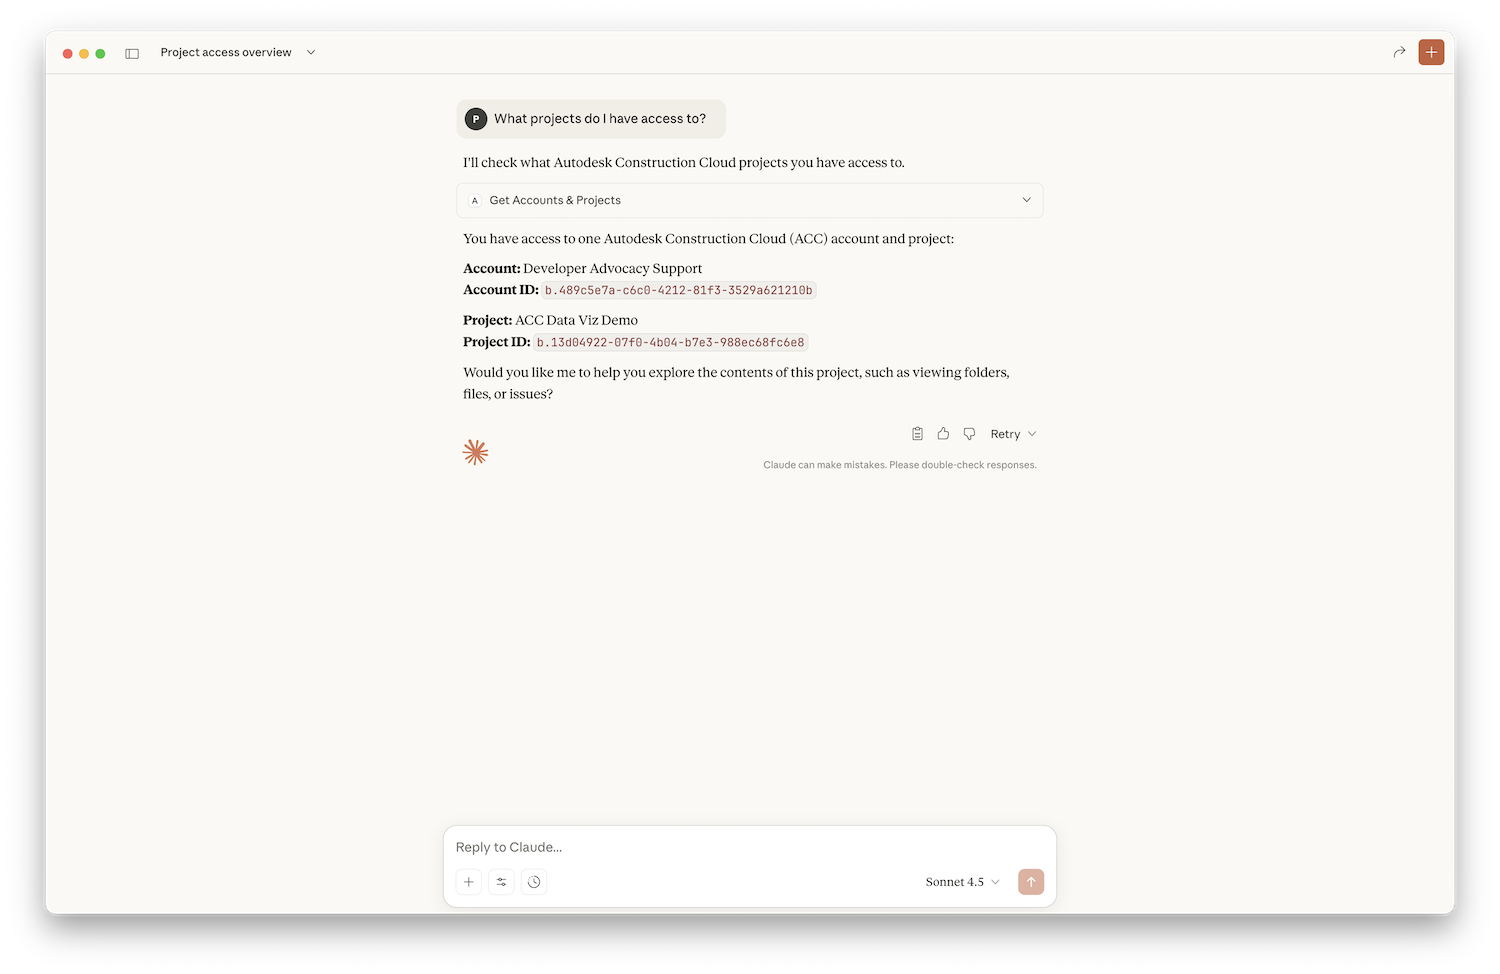 Project access overview
P What projects do I have access to?
I'll check what Autodesk Construction Cloud projects you have access to.
A Get Accounts & Projects
You have access to one Autodesk Construction Cloud (ACC) account and project:
Account: Developer Advocacy Support
Account ID: b.489c5e7a-c6c0-4212-81f3-3529a621210b
Project: ACC Data Viz Demo
Project ID: b.13d04922-07f0-4b04-b7e3-988ec68fc6e8
Would you like me to help you explore the contents of this project, such as viewing folders,
files, or issues?
Retry
Claude can make mistakes. Please double-check responses.
Reply to Claude...
Sonnet 4.5